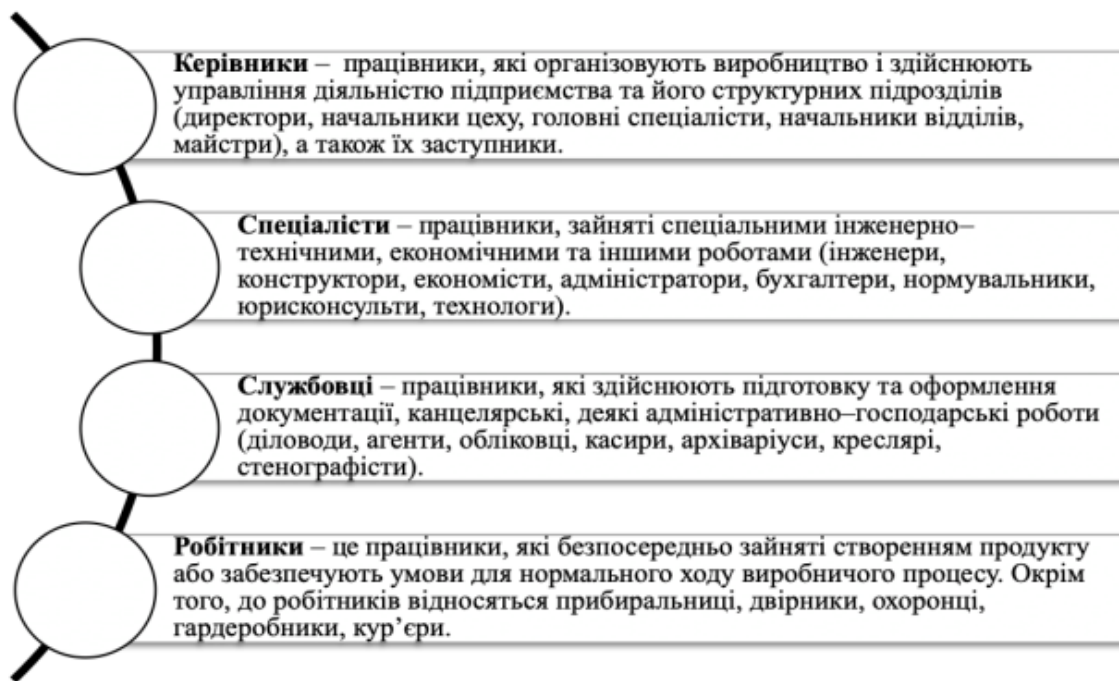 Керівники – працівники, які організовують виробництво і здійснюють
управління діяльністю підприємства та його структурних підрозділів
(директори, начальники цеху, головні спеціалісти, начальники відділів,
майстри), а також їх заступники.
Спеціалісти – працівники, зайняті спеціальними інженерно–
технічними, економічними та іншими роботами (інженери,
конструктори, економісти, адміністратори, бухгалтери, нормувальники,
юрисконсульти, технологи).
Службовці – працівники, які здійснюють підготовку та оформлення
документації, канцелярські, деякі адміністративно–господарські роботи
(діловоди, агенти, обліковці, касири, архіваріуси, креслярі,
стенографісти).
Робітники – це працівники, які безпосередньо зайняті створенням продукту
або забезпечують умови для нормального ходу виробничого процесу. Окрім
того, до робітників відносяться прибиральниці, двірники, охоронці,
гардеробники, кур’єри.